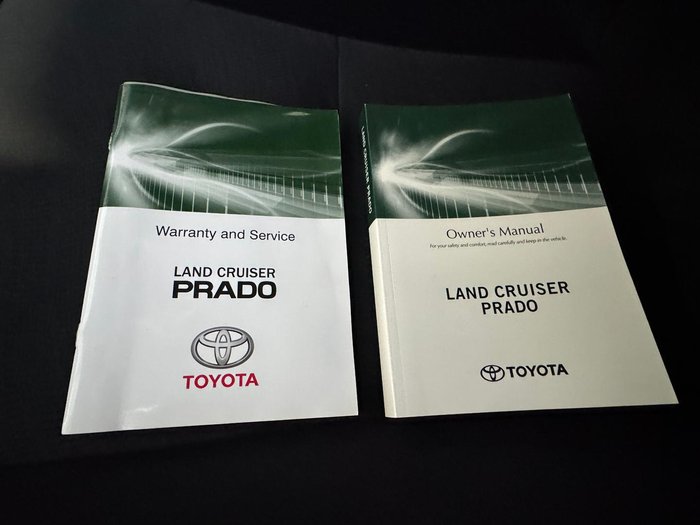 Warranty and Service
LAND CRUISER
PRADO
TOYOTA
LAND CRUISER PRADO
Owner's Manual
For your safety and comfort, read carefully and keep in the vehicle.
LAND CRUISER
PRADO
TOYOTA